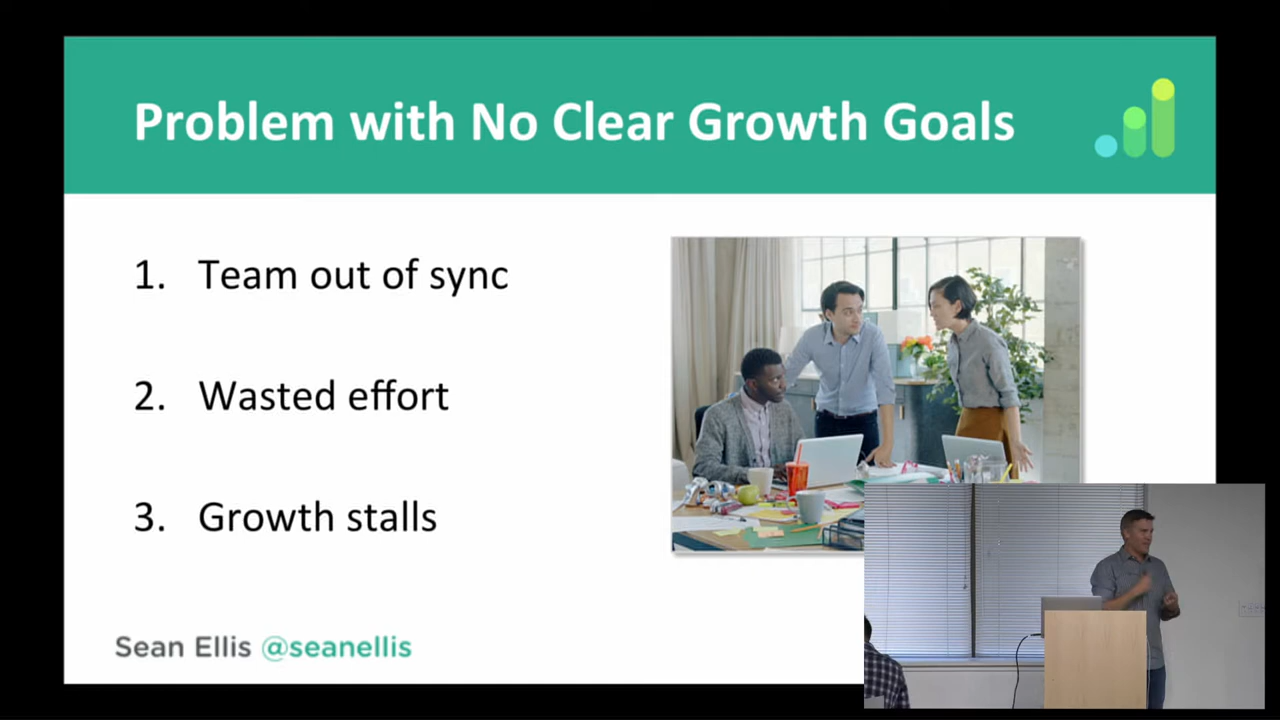 Problem with No Clear Growth Goals
1. Team out of sync
2. Wasted effort
3. Growth stalls
Sean Ellis @seanellis